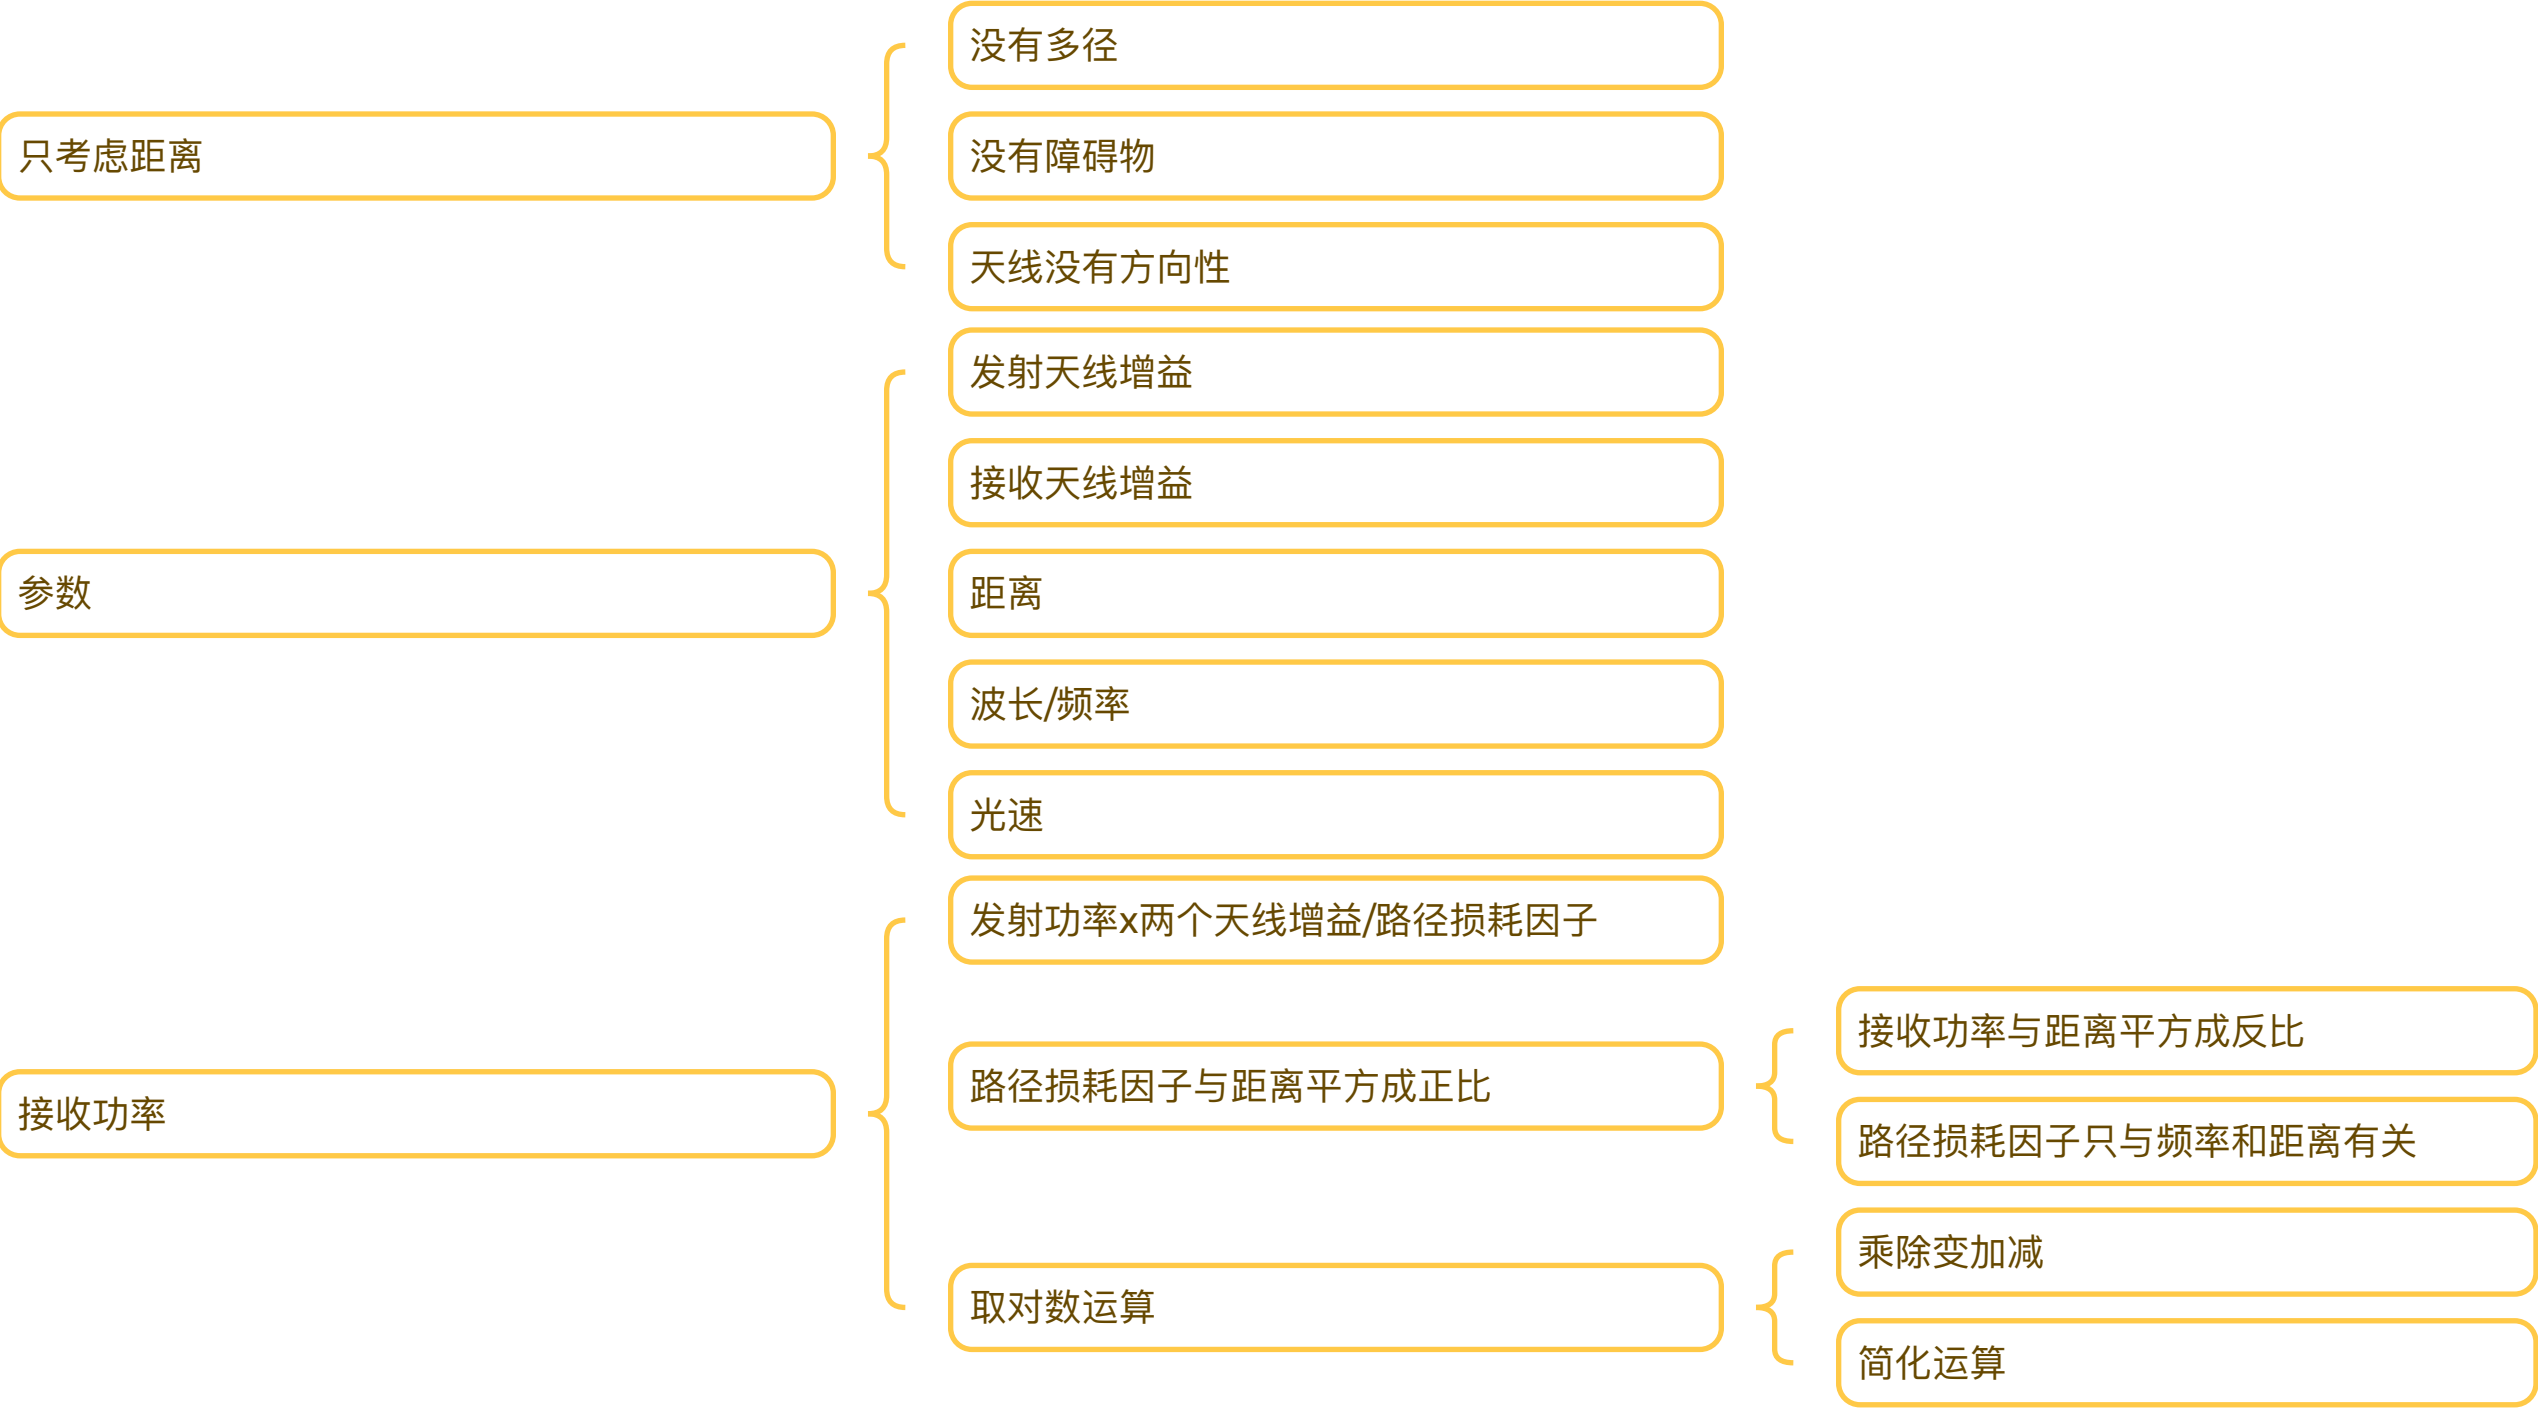 只考虑距离
没有多径
没有障碍物
天线没有方向性
参数
发射天线增益
接收天线增益
距离
波长/频率
光速
接收功率
发射功率x两个天线增益/路径损耗因子
路径损耗因子与距离平方成正比
接收功率与距离平方成反比
路径损耗因子只与频率和距离有关
取对数运算
乘除变加减
简化运算